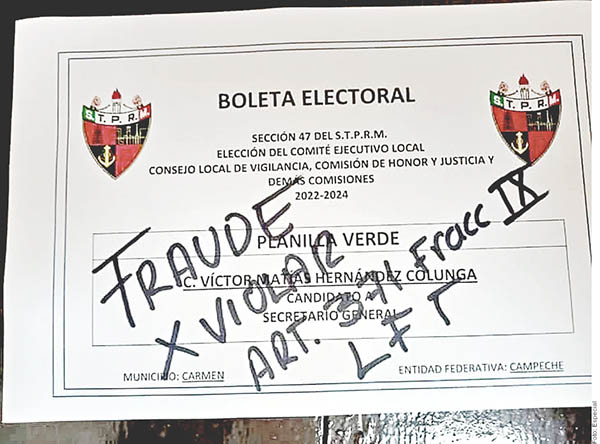 S. T. P. R. M.
S. T. P. R. M.
BOLETA ELECTORAL
SECCIÓN 47 DEL S.T.P.R.M.
ELECCIÓN DEL COMITÉ EJECUTIVO LOCAL
CONSEJO LOCAL DE VIGILANCIA, COMISIÓN DE HONOR Y JUSTICIA Y
DEMÁS COMISIONES
2022-2024
PLANILLA VERDE
C. VÍCTOR MATÍAS HERNÁNDEZ COLUNGA
CANDIDATO A
SECRETARIO GENERAL
MUNICIPIO: CARMEN
ENTIDAD FEDERATIVA: CAMPECHE
FRAUDE
X VIOLAR
ART. 371 Fracc IX
LFT
Foto: Especial